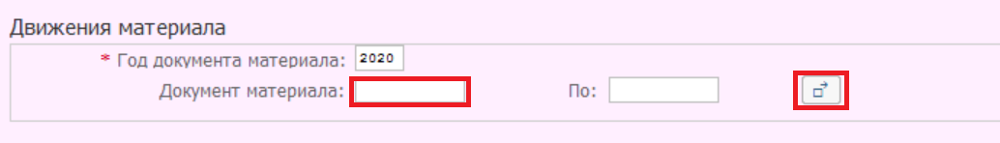 Движения материала
* Год документа материала: 2020
Документ материала: По: